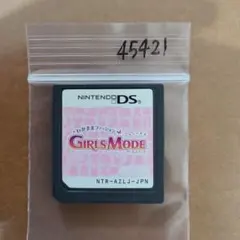 45421
NINTENDO DS
GIRLS MODE
NTR-AZLJ-JPN